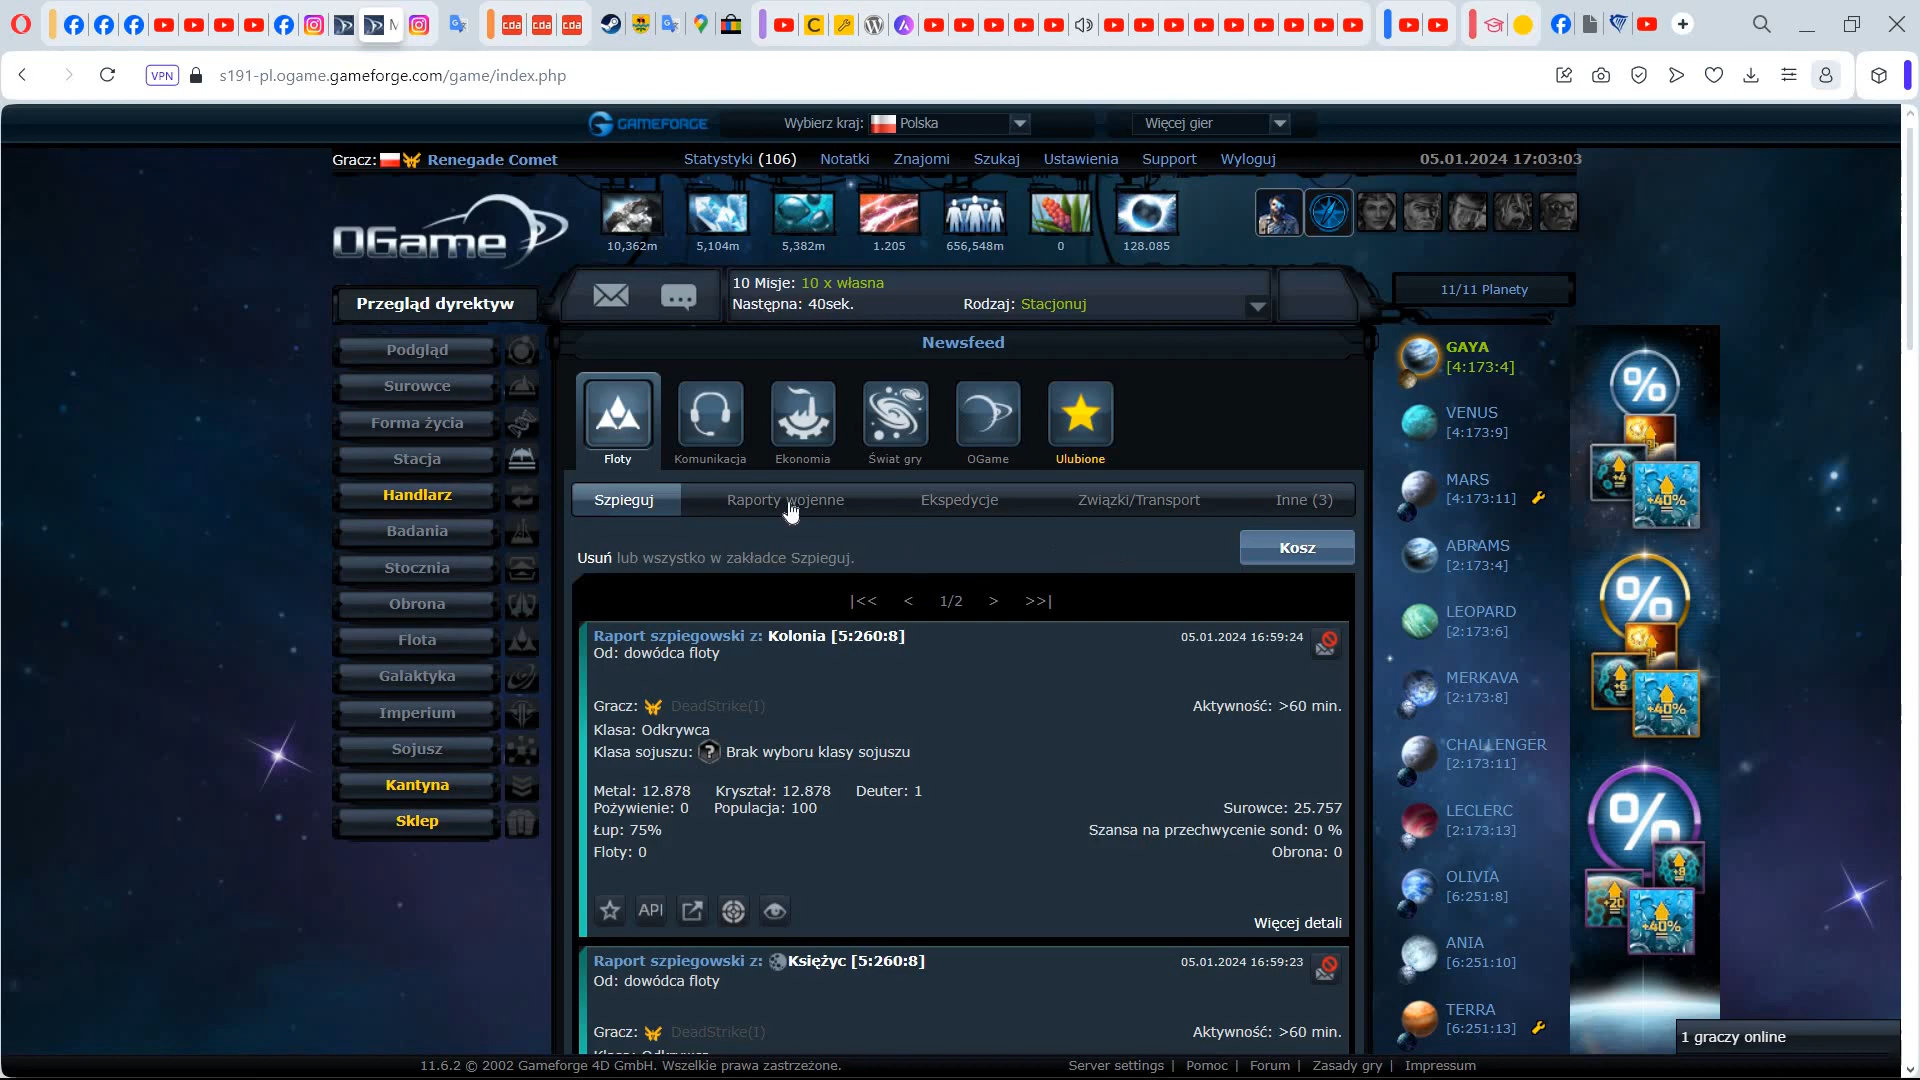 VPN
s191-pl.ogame.gameforge.com/game/index.php
GAMEFORGE
Wybierz kraj:
Polska
Więcej gier
Gracz:
Renegade Comet
Statystyki (106)
Notatki
Znajomi
Szukaj
Ustawienia
Support
Wyloguj
05.01.2024 17:03:03
OGame
10,362m
5,104m
5,382m
1.205
656,548m
0
128.085
10 Misje: 10 x własna
Następna: 40sek.
Rodzaj: Stacjonuj
11/11 Planety
Przegląd dyrektyw
Podgląd
Surowce
Forma życia
Stacja
Handlarz
Badania
Stocznia
Obrona
Flota
Galaktyka
Imperium
Sojusz
Kantyna
Sklep
Newsfeed
Floty
Komunikacja
Ekonomia
Świat gry
OGame
Ulubione
Szpieguj
Raporty wojenne
Ekspedycje
Związki/Transport
Inne (3)
Usuń lub wszystko w zakładce Szpieguj.
Kosz
|<< < 1/2 > >>|
Raport szpiegowski z: Kolonia [5:260:8]
05.01.2024 16:59:24
Od: dowódca floty
Gracz: DeadStrike(I)
Aktywność: >60 min.
Klasa: Odkrywca
Klasa sojuszu: Brak wyboru klasy sojuszu
Metal: 12.878 Kryształ: 12.878 Deuter: 1
Pożywienie: 0 Populacja: 100
Surowce: 25.757
Łup: 75%
Szansa na przechwycenie sond: 0 %
Floty: 0
Obrona: 0
API
Więcej detali
Raport szpiegowski z: Księżyc [5:260:8]
05.01.2024 16:59:23
Od: dowódca floty
Gracz: DeadStrike(I)
Aktywność: >60 min.
GAYA
[4:173:4]
VENUS
[4:173:9]
MARS
[4:173:11]
ABRAMS
[2:173:4]
LEOPARD
[2:173:6]
MERKAVA
[2:173:8]
CHALLENGER
[2:173:11]
LECLERC
[2:173:13]
OLIVIA
[6:251:8]
ANIA
[6:251:10]
TERRA
[6:251:13]
%
+4
+40%
%
+6
+40%
%
+8
+20
+40%
1 graczy online
11.6.2 © 2002 Gameforge 4D GmbH. Wszelkie prawa zastrzeżone.
Server settings | Pomoc | Forum | Zasady gry | Impressum